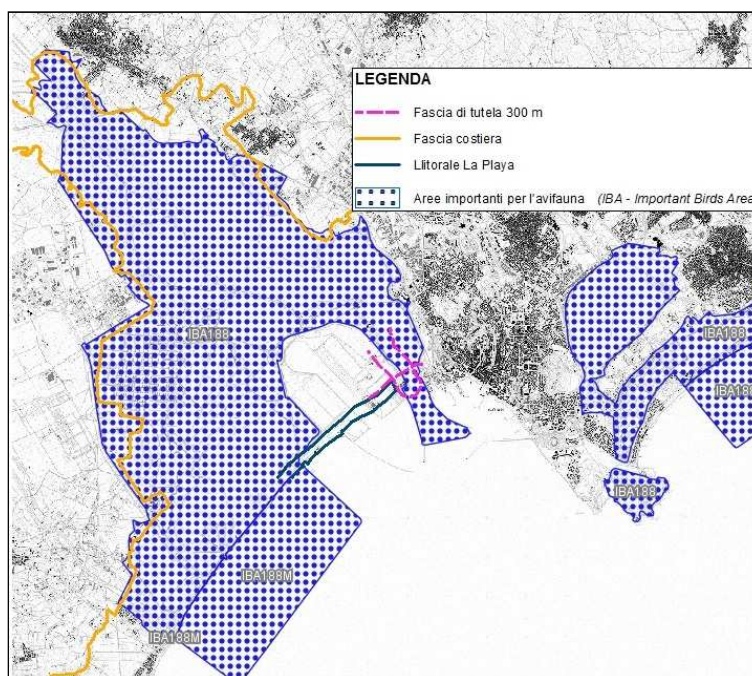 LEGENDA
Fascia di tutela 300 m
Fascia costiera
Llitorale La Playa
Aree importanti per l'avifauna (IBA - Important Birds Area
IBA188
IBA188
IBA188
IBA188M
IBA188M